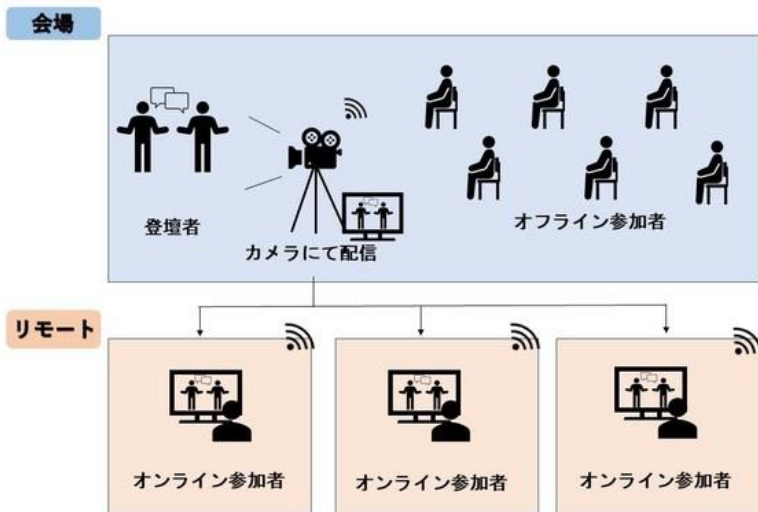 会場
登壇者
カメラにて配信
オフライン参加者
リモート
オンライン参加者
オンライン参加者
オンライン参加者